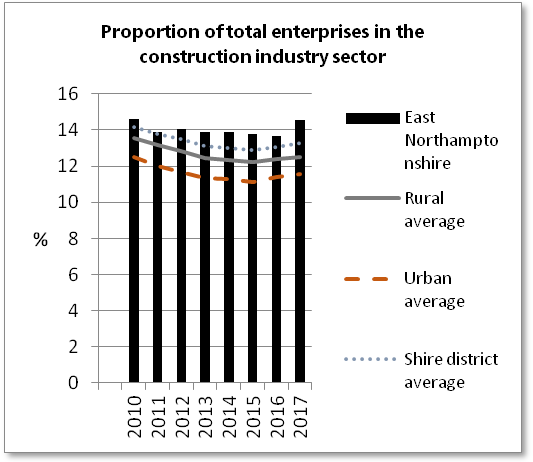 Proportion of total enterprises in the
construction industry sector
16
14
12
10
8
6
4
2
0
%
2010
2011
2012
2013
2014
2015
2016
2017
East
Northampto
nshire
Rural
average
Urban
average
Shire district
average